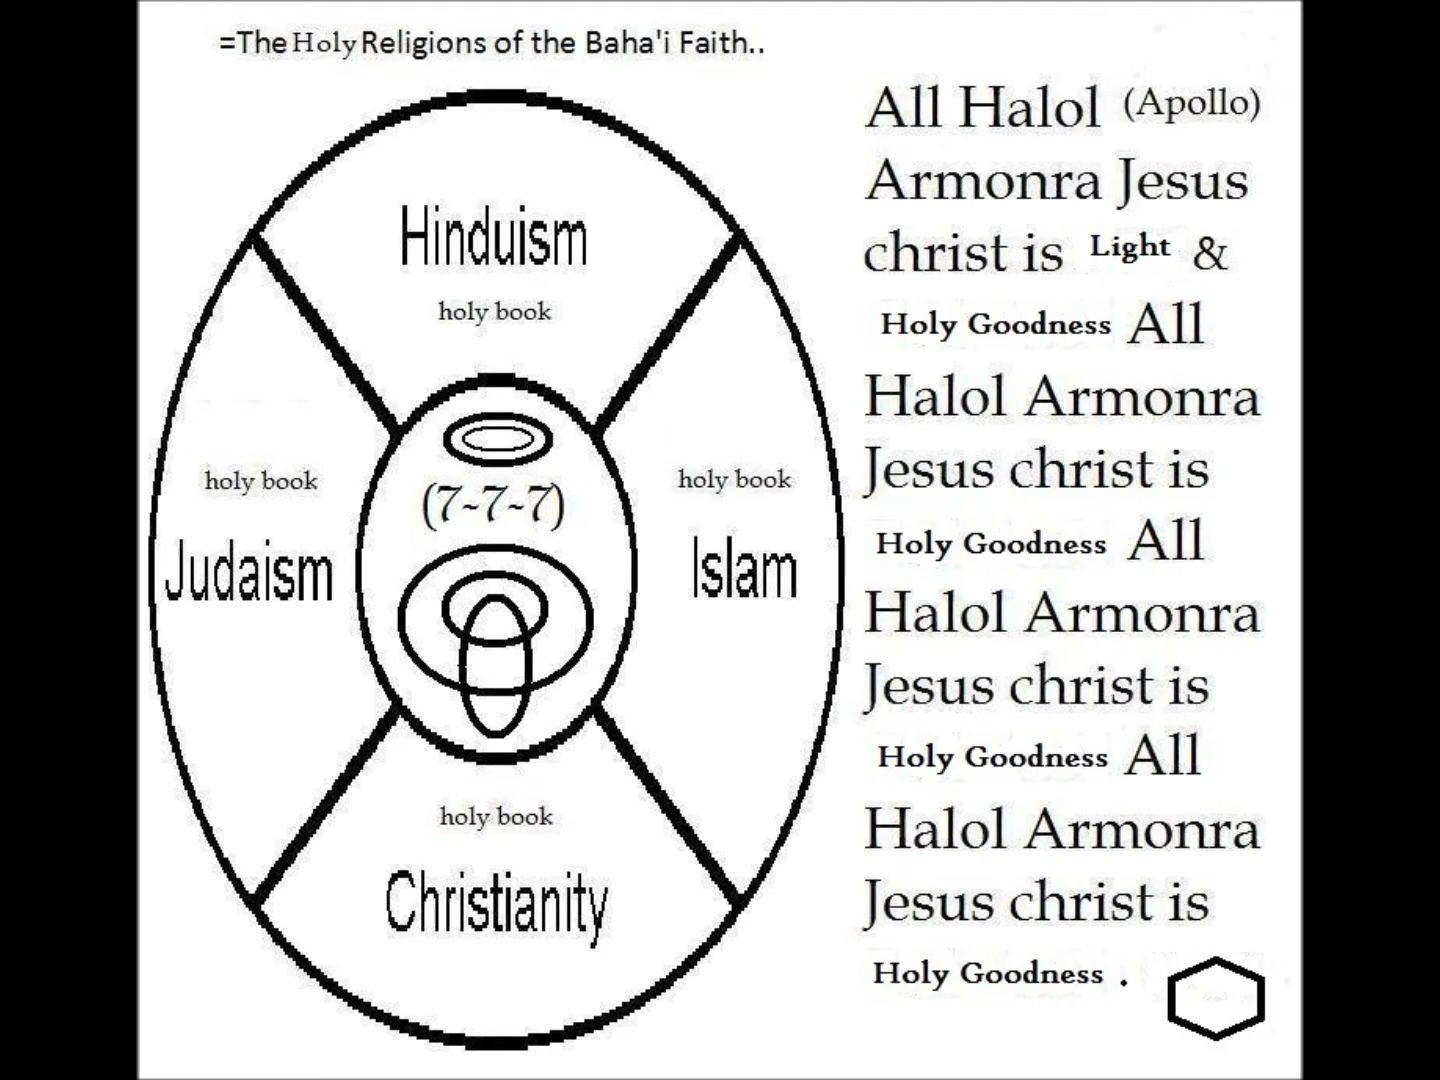 =The Holy Religions of the Baha'i Faith..
Hinduism
holy book
holy book
Judaism
(7~7~7)
holy book
Islam
holy book
Christianity
All Halol (Apollo)
Armonra Jesus
christ is Light &
Holy Goodness All
Halol Armonra
Jesus christ is
Holy Goodness All
Halol Armonra
Jesus christ is
Holy Goodness All
Halol Armonra
Jesus christ is
Holy Goodness .